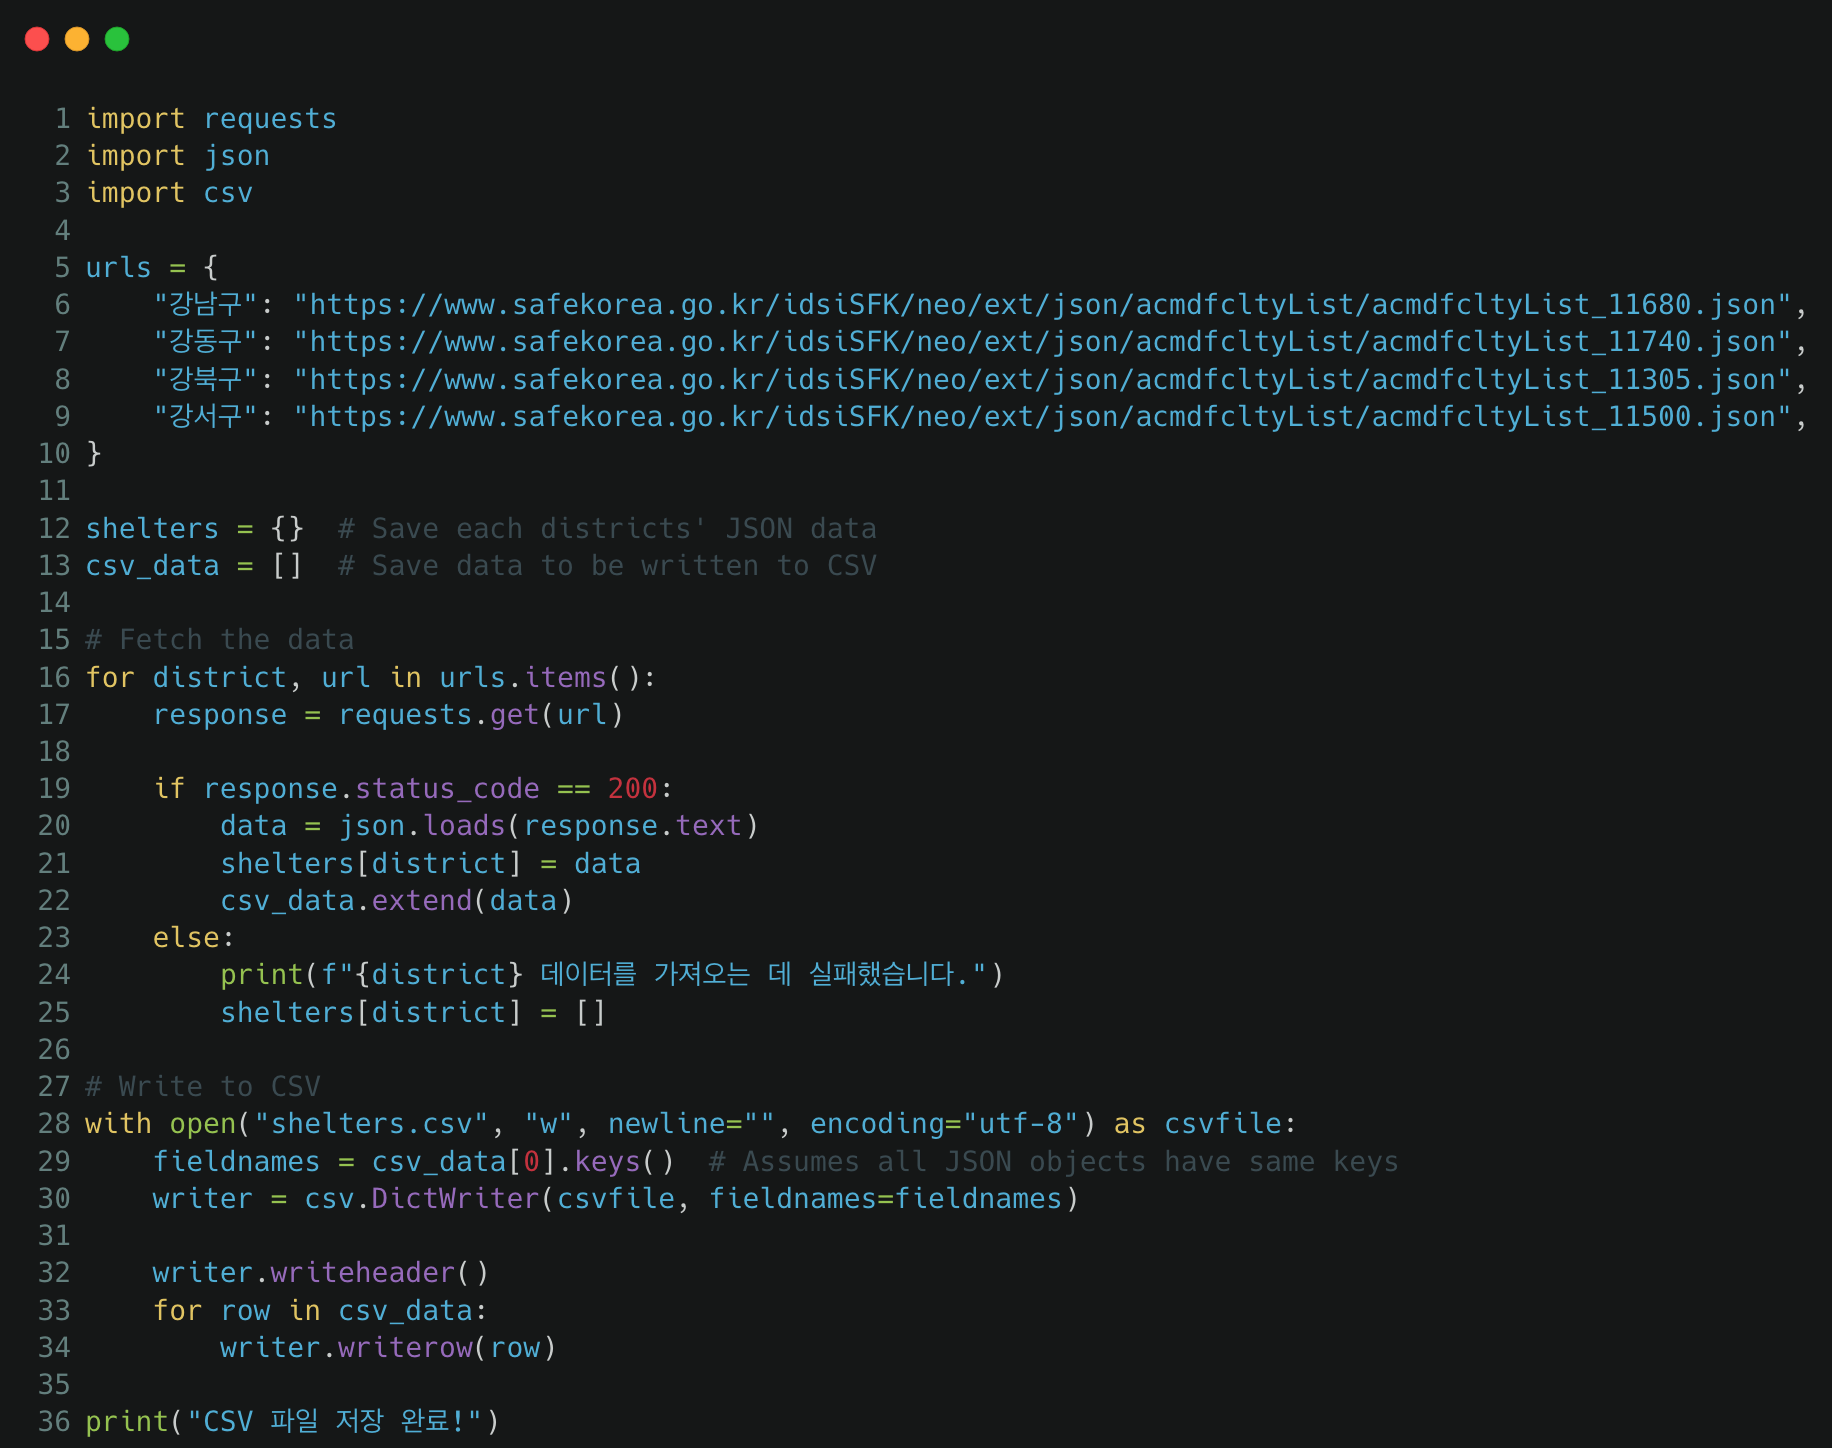 1 import requests
2 import json
3 import csv
4
5 urls = {
6     "강남구": "https://www.safekorea.go.kr/idsiSFK/neo/ext/json/acmdfcltyList/acmdfcltyList_11680.json",
7     "강동구": "https://www.safekorea.go.kr/idsiSFK/neo/ext/json/acmdfcltyList/acmdfcltyList_11740.json",
8     "강북구": "https://www.safekorea.go.kr/idsiSFK/neo/ext/json/acmdfcltyList/acmdfcltyList_11305.json",
9     "강서구": "https://www.safekorea.go.kr/idsiSFK/neo/ext/json/acmdfcltyList/acmdfcltyList_11500.json",
10 }
11
12 shelters = {}  # Save each districts' JSON data
13 csv_data = []  # Save data to be written to CSV
14
15 # Fetch the data
16 for district, url in urls.items():
17     response = requests.get(url)
18
19     if response.status_code == 200:
20         data = json.loads(response.text)
21         shelters[district] = data
22         csv_data.extend(data)
23     else:
24         print(f"{district} 데이터를 가져오는 데 실패했습니다.")
25         shelters[district] = []
26
27 # Write to CSV
28 with open("shelters.csv", "w", newline="", encoding="utf-8") as csvfile:
29     fieldnames = csv_data[0].keys()  # Assumes all JSON objects have same keys
30     writer = csv.DictWriter(csvfile, fieldnames=fieldnames)
31
32     writer.writeheader()
33     for row in csv_data:
34         writer.writerow(row)
35
36 print("CSV 파일 저장 완료!")